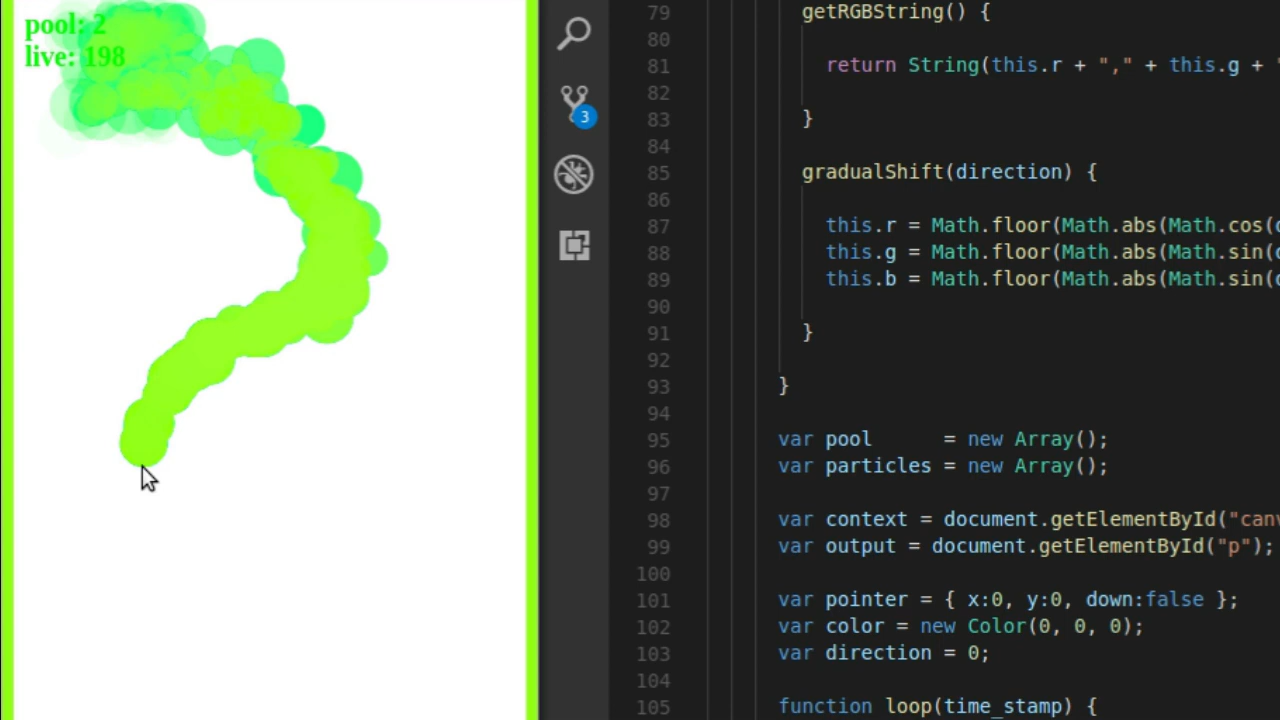 pool: 2
live: 198
3
79 getRGBString() {
80
81 return String(this.r + "," + this.g + "
82
83 }
84
85 gradualShift(direction) {
86
87 this.r = Math.floor(Math.abs(Math.cos(
88 this.g = Math.floor(Math.abs(Math.sin(
89 this.b = Math.floor(Math.abs(Math.sin(
90
91 }
92
93 }
94
95 var pool = new Array();
96 var particles = new Array();
97
98 var context = document.getElementById("can
99 var output = document.getElementById("p");
100
101 var pointer = { x:0, y:0, down:false };
102 var color = new Color(0, 0, 0);
103 var direction = 0;
104
105 function loop(time_stamp) {